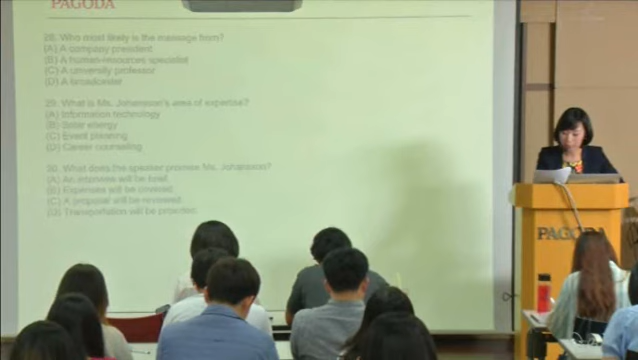 PAGODA
28. Who most likely is the message from?
(A) A company president
(B) A human-resources specialist
(C) A university professor
(D) A broadcaster
29. What is Ms. Johansson's area of expertise?
(A) Information technology
(B) Solar energy
(C) Event planning
(D) Career counseling
30. What does the speaker promise Ms. Johansson?
(A) An interview will be brief.
(B) Expenses will be covered.
(C) A proposal will be reviewed.
(D) Transportation will be provided.
PAGODA